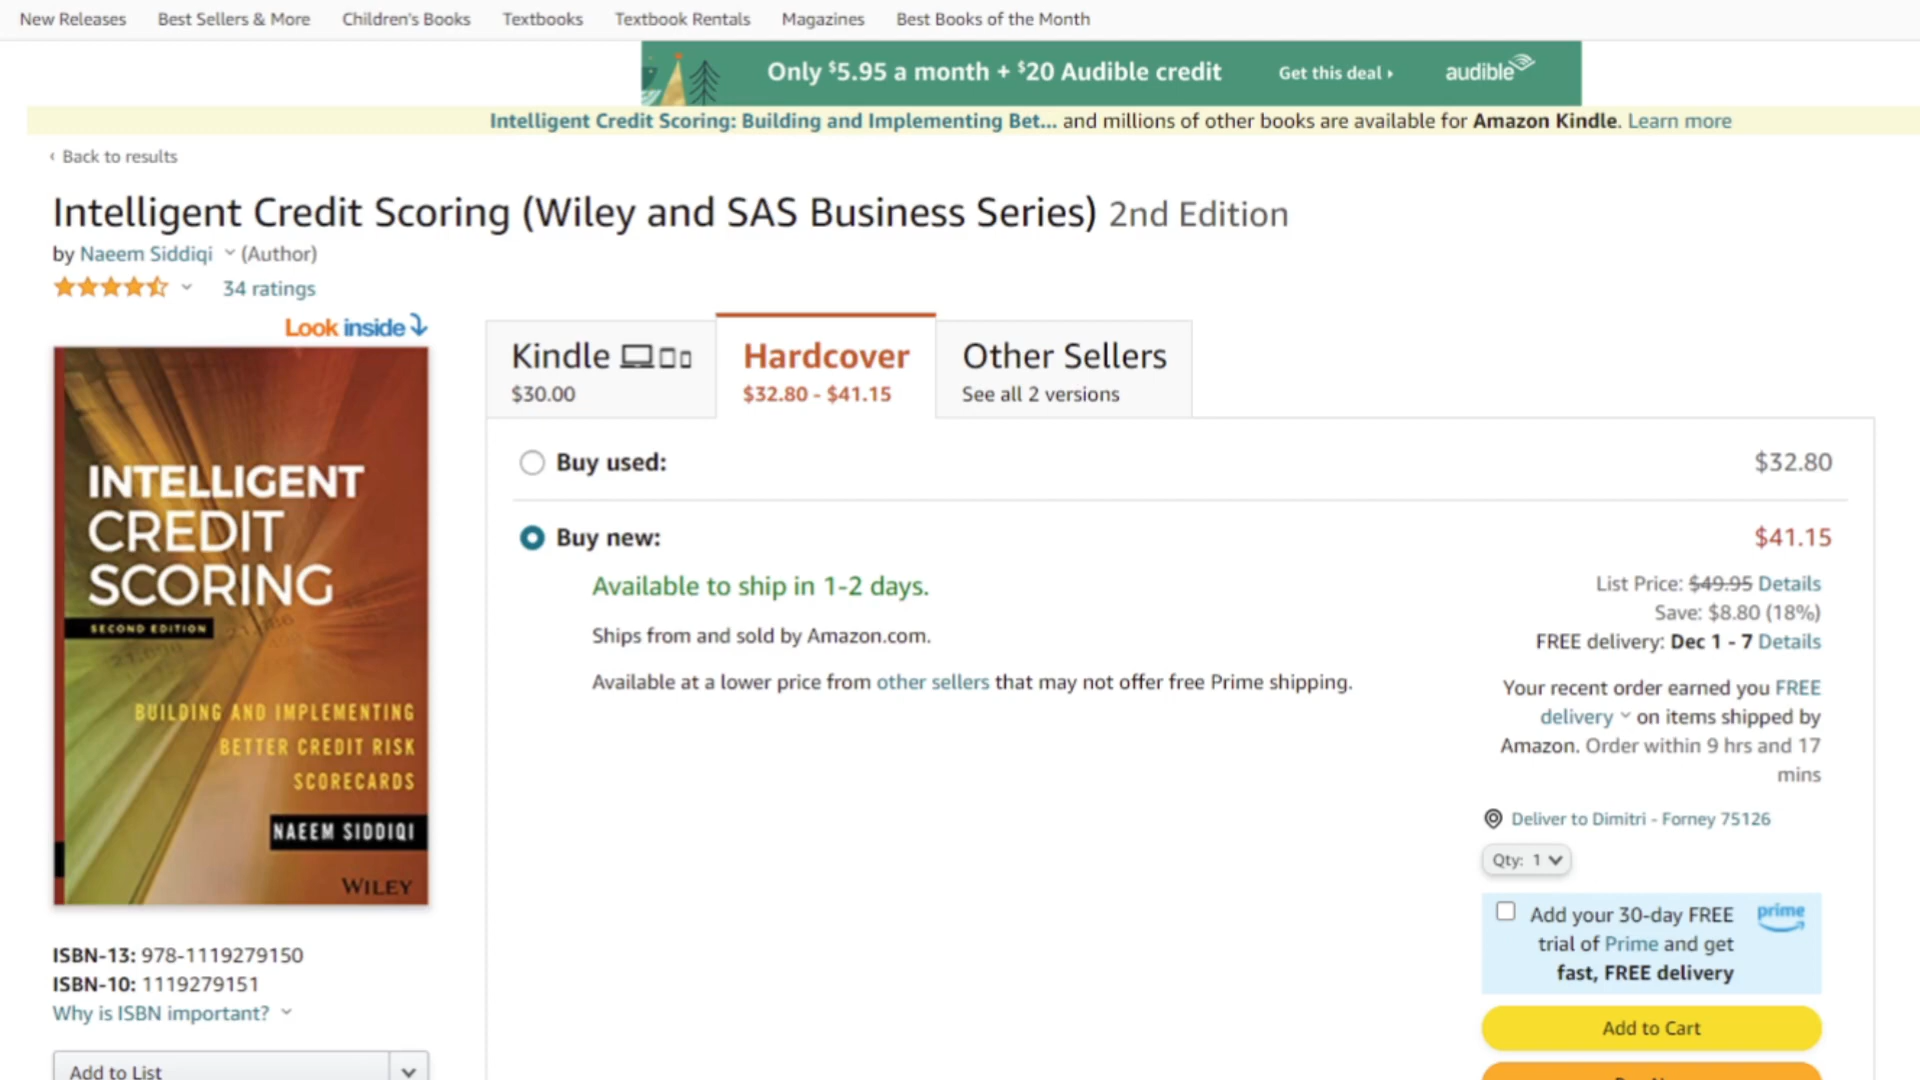 New Releases Best Sellers & More Children's Books Textbooks Textbook Rentals Magazines Best Books of the Month
Only $5.95 a month + $20 Audible credit Get this deal audible
Intelligent Credit Scoring: Building and Implementing Bet... and millions of other books are available for Amazon Kindle. Learn more
‹ Back to results
Intelligent Credit Scoring (Wiley and SAS Business Series) 2nd Edition
by Naeem Siddiqi (Author)
34 ratings
Look inside
INTELLIGENT
CREDIT
SCORING
SECOND EDITION
BUILDING AND IMPLEMENTING
BETTER CREDIT RISK
SCORECARDS
NAEEM SIDDIQI
WILEY
ISBN-13: 978-1119279150
ISBN-10: 1119279151
Why is ISBN important?
Add to List
Kindle
$30.00
Hardcover
$32.80 - $41.15
Other Sellers
See all 2 versions
Buy used: $32.80
Buy new: $41.15
Available to ship in 1-2 days.
Ships from and sold by Amazon.com.
Available at a lower price from other sellers that may not offer free Prime shipping.
List Price: $49.95 Details
Save: $8.80 (18%)
FREE delivery: Dec 1 - 7 Details
Your recent order earned you FREE
delivery on items shipped by
Amazon. Order within 9 hrs and 17
mins
Deliver to Dimitri - Forney 75126
Qty: 1
Add your 30-day FREE
trial of Prime and get
fast, FREE delivery
prime
Add to Cart